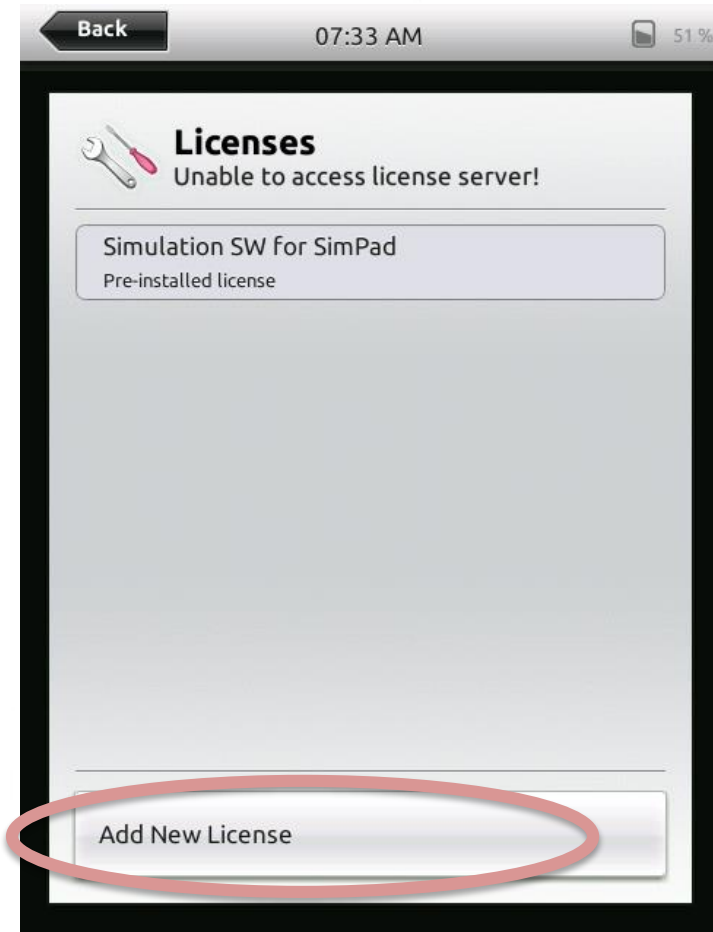 Back
07:33 AM
51 %
Licenses
Unable to access license server!
Simulation SW for SimPad
Pre-installed license
Add New License